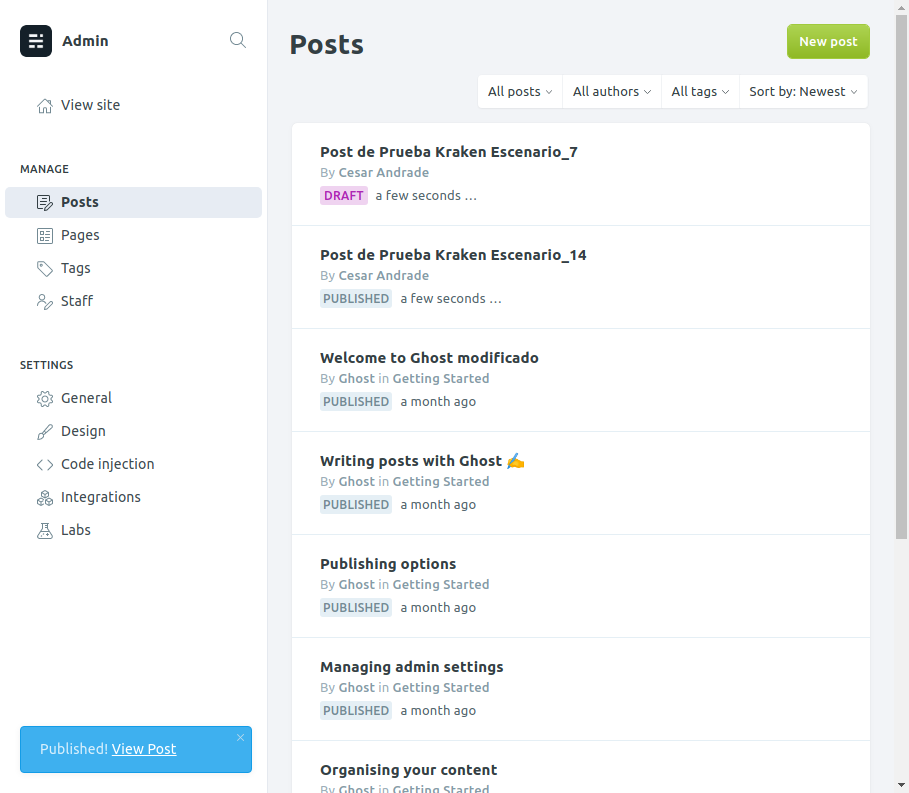 Admin
View site
MANAGE
Posts
Pages
Tags
Staff
SETTINGS
General
Design
Code injection
Integrations
Labs
Published! View Post
Posts
New post
All posts
All authors
All tags
Sort by: Newest
Post de Prueba Kraken Escenario_7
By Cesar Andrade
DRAFT a few seconds …
Post de Prueba Kraken Escenario_14
By Cesar Andrade
PUBLISHED a few seconds …
Welcome to Ghost modificado
By Ghost in Getting Started
PUBLISHED a month ago
Writing posts with Ghost ✍️
By Ghost in Getting Started
PUBLISHED a month ago
Publishing options
By Ghost in Getting Started
PUBLISHED a month ago
Managing admin settings
By Ghost in Getting Started
PUBLISHED a month ago
Organising your content
By Ghost in Getting Started